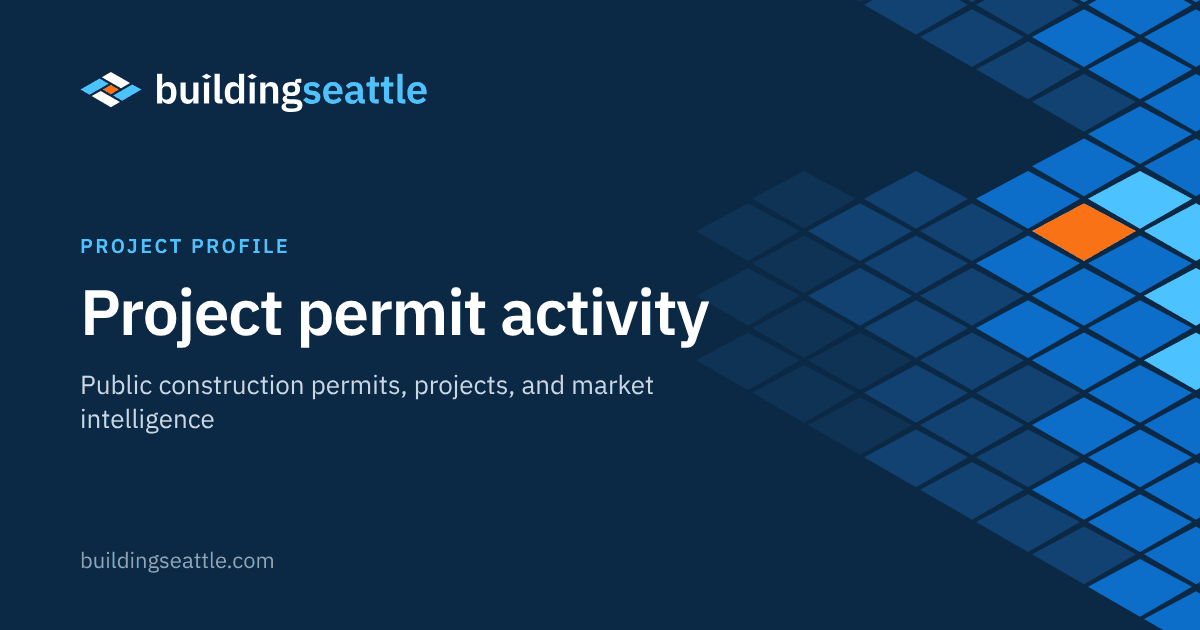 buildingseattle
PROJECT PROFILE
Project permit activity
Public construction permits, projects, and market
intelligence
buildingseattle.com